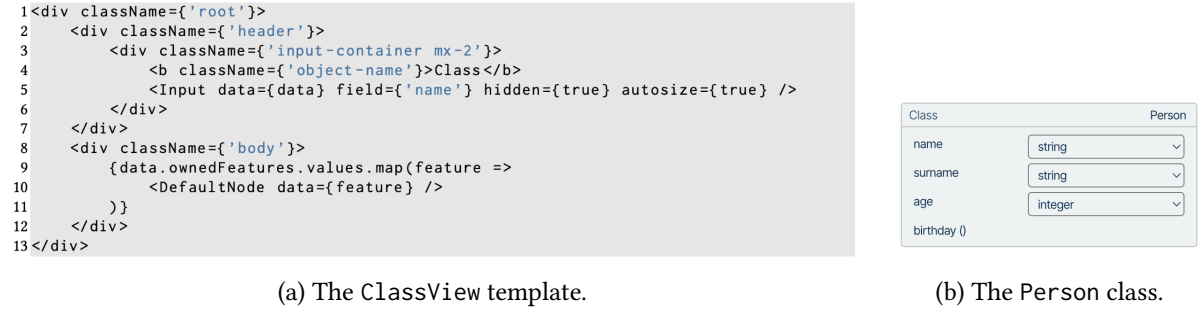 1<div className={'root'}>
2    <div className={'header'}>
3        <div className={'input-container mx-2'}>
4            <b className={'object-name'}>Class</b>
5            <Input data={data} field={'name'} hidden={true} autosize={true} />
6        </div>
7    </div>
8    <div className={'body'}>
9        {data.ownedFeatures.values.map(feature =>
10            <DefaultNode data={feature} />
11        )}
12    </div>
13</div>
(a) The ClassView template.
Class Person
name string
surname string
age integer
birthday ()
(b) The Person class.